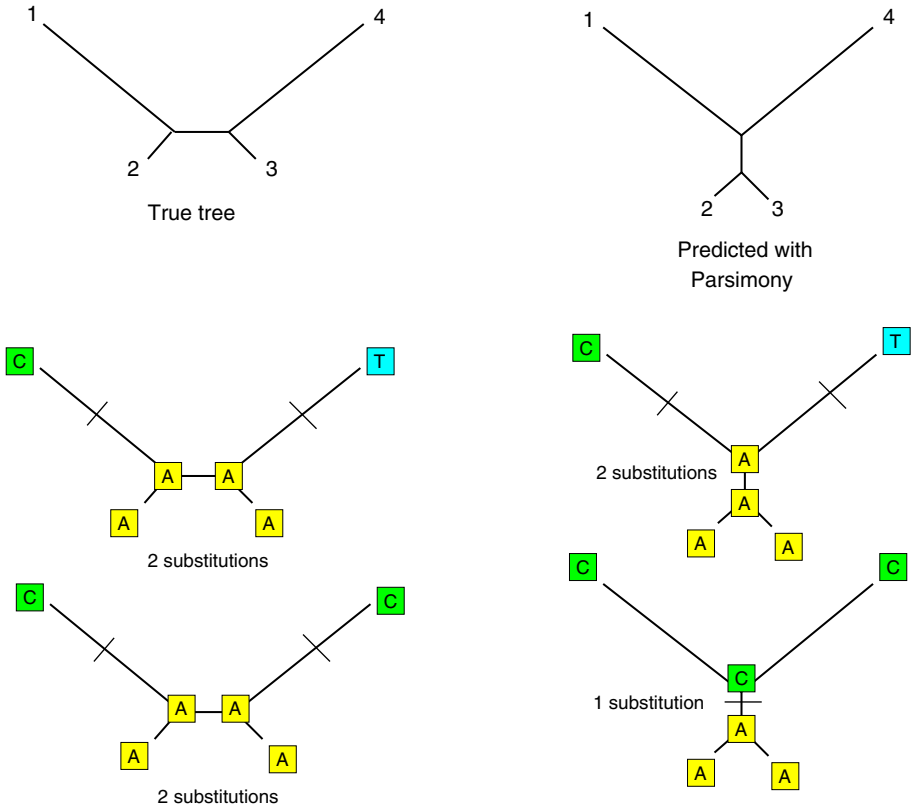 1
4
1
4
2
3
True tree
2
3
Predicted with
Parsimony
C
T
C
T
A
A
A
A
2 substitutions
2 substitutions
A
A
A
A
C
C
C
C
A
A
A
A
2 substitutions
C
1 substitution
A
A
A